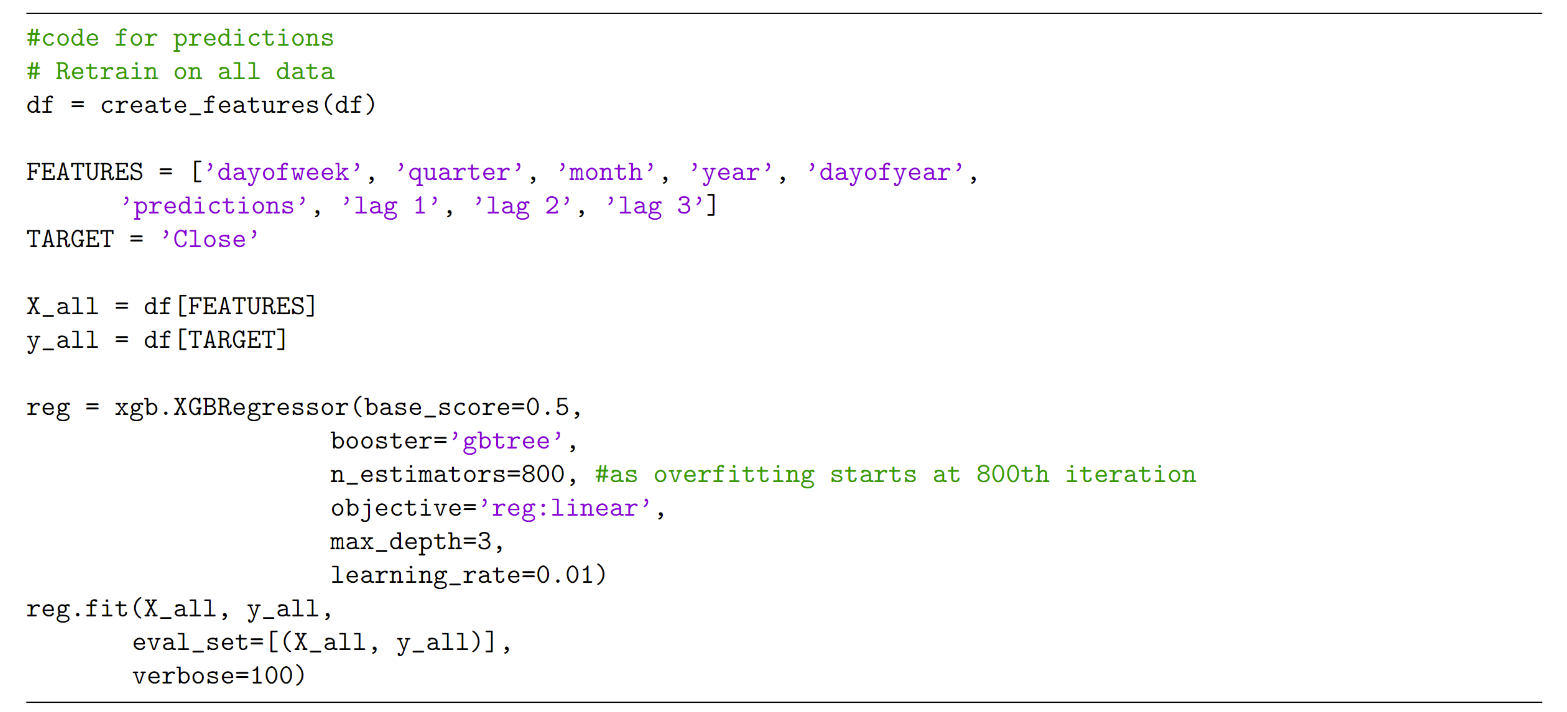 #code for predictions
# Retrain on all data
df = create_features(df)
FEATURES = [’dayofweek’, ’quarter’, ’month’, ’year’, ’dayofyear’,
’predictions’, ’lag 1’, ’lag 2’, ’lag 3’]
TARGET = ’Close’
X_all = df[FEATURES]
y_all = df[TARGET]
reg = xgb.XGBRegressor(base_score=0.5,
booster=’gbtree’,
n_estimators=800, #as overfitting starts at 800th iteration
objective=’reg:linear’,
max_depth=3,
learning_rate=0.01)
reg.fit(X_all, y_all,
eval_set=[(X_all, y_all)],
verbose=100)